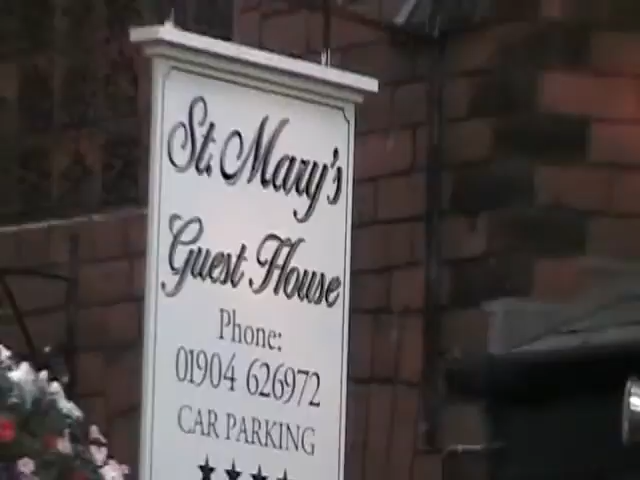 St. Mary's
Guest House
Phone:
01904 626972
CAR PARKING
★★★★